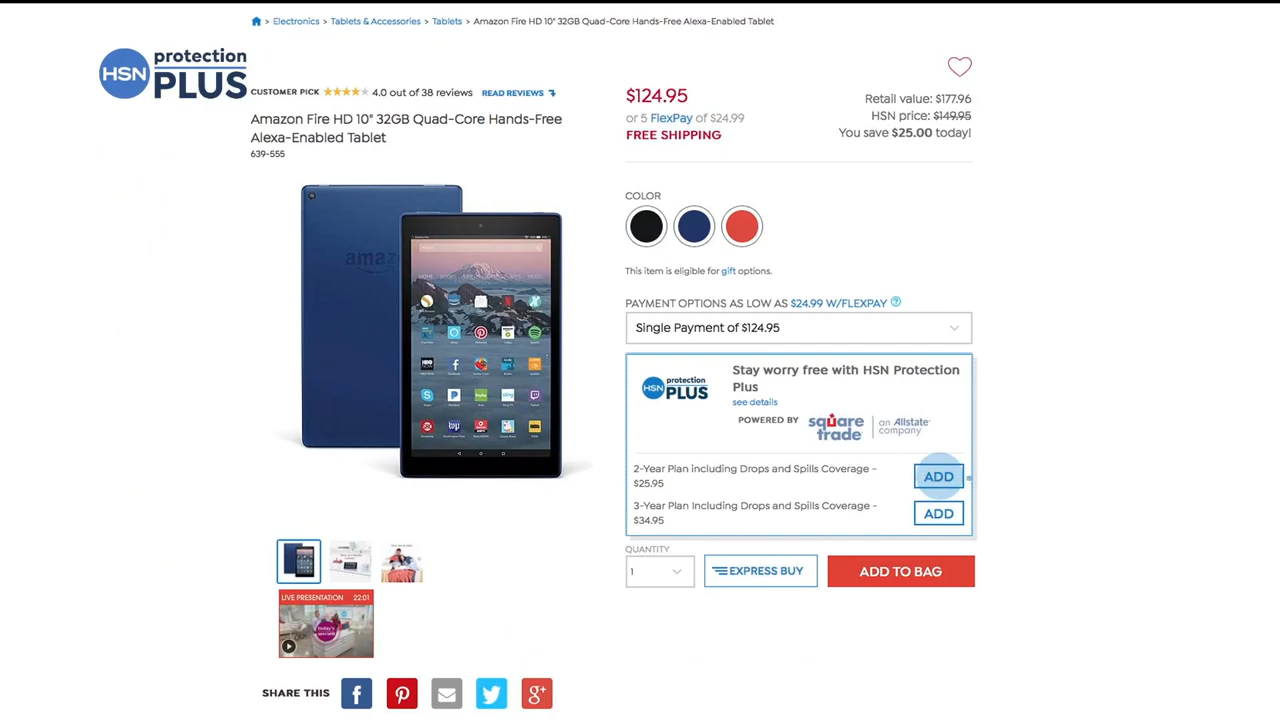 > Electronics > Tablets & Accessories > Tablets > Amazon Fire HD 10" 32GB Quad-Core Hands-Free Alexa-Enabled Tablet
HSN protection PLUS
CUSTOMER PICK 4.0 out of 38 reviews READ REVIEWS
Amazon Fire HD 10" 32GB Quad-Core Hands-Free
Alexa-Enabled Tablet
639-555
$124.95
or 5 FlexPay of $24.99
FREE SHIPPING
Retail value: $177.96
HSN price: $149.95
You save $25.00 today!
COLOR
This item is eligible for gift options.
PAYMENT OPTIONS AS LOW AS $24.99 W/FLEXPAY ?
Single Payment of $124.95
HSN protection PLUS
Stay worry free with HSN Protection
Plus
see details
POWERED BY square trade an Allstate company
2-Year Plan including Drops and Spills Coverage -
$25.95
ADD
3-Year Plan Including Drops and Spills Coverage -
$34.95
ADD
QUANTITY
1
EXPRESS BUY
ADD TO BAG
LIVE PRESENTATION 22:01
today's special
SHARE THIS